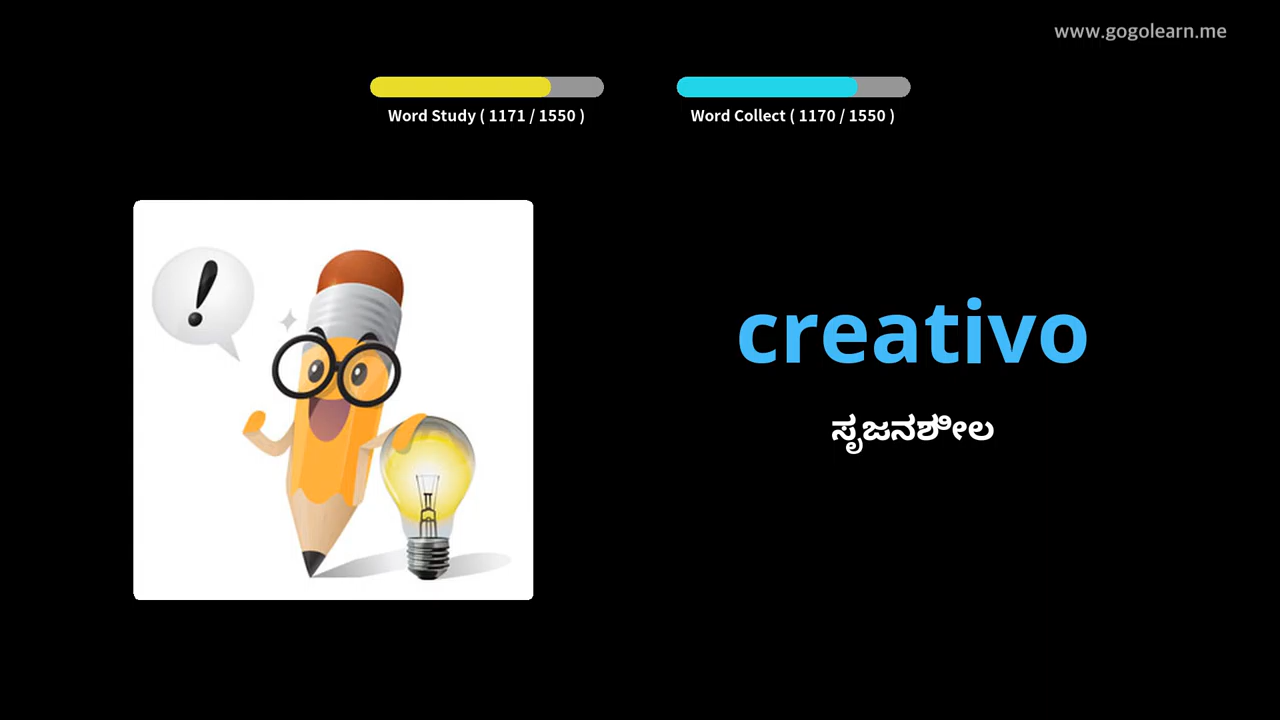 www.gogolearn.me
Word Study ( 1171 / 1550 )
Word Collect ( 1170 / 1550 )
!
creativo
ಸೃಜನಶೀಲ